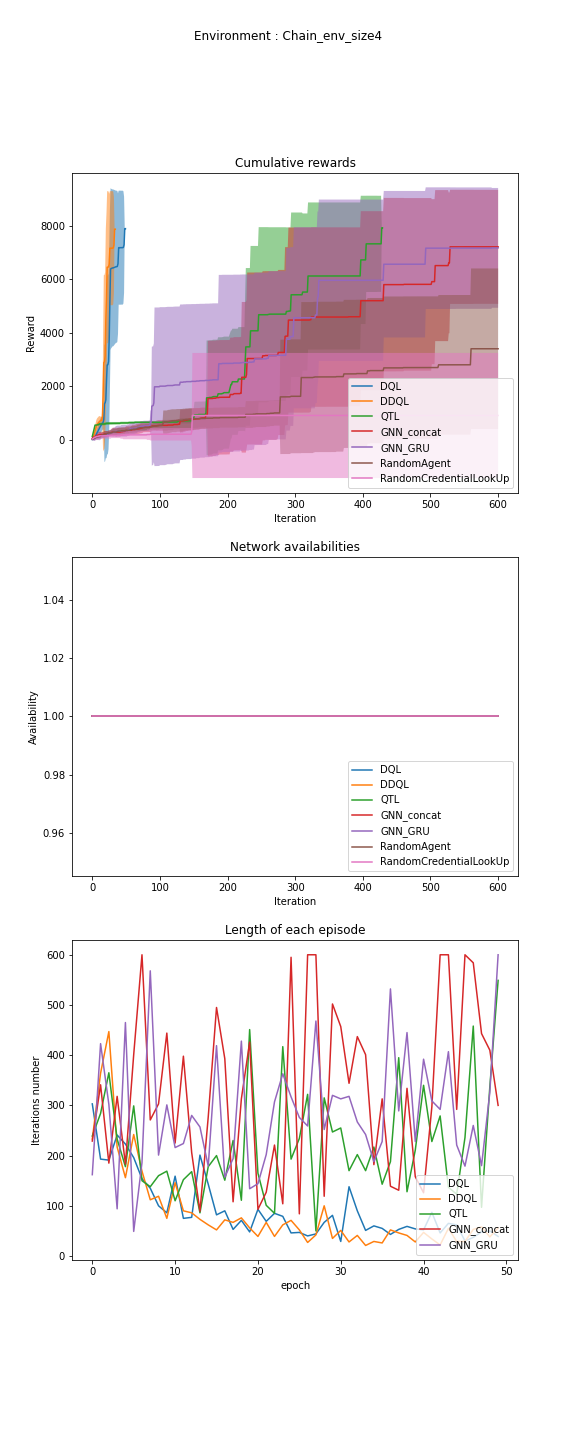 Environment : Chain_env_size4
Cumulative rewards
8000
6000
4000
2000
0
Reward
DQL
DDQL
QTL
GNN_concat
GNN_GRU
RandomAgent
RandomCredentialLookUp
0 100 200 300 400 500 600
Iteration
Network availabilities
1.04
1.02
1.00
0.98
0.96
Availability
DQL
DDQL
QTL
GNN_concat
GNN_GRU
RandomAgent
RandomCredentialLookUp
0 100 200 300 400 500 600
Iteration
Length of each episode
600
500
400
300
200
100
0
Iterations number
DQL
DDQL
QTL
GNN_concat
GNN_GRU
0 10 20 30 40 50
epoch